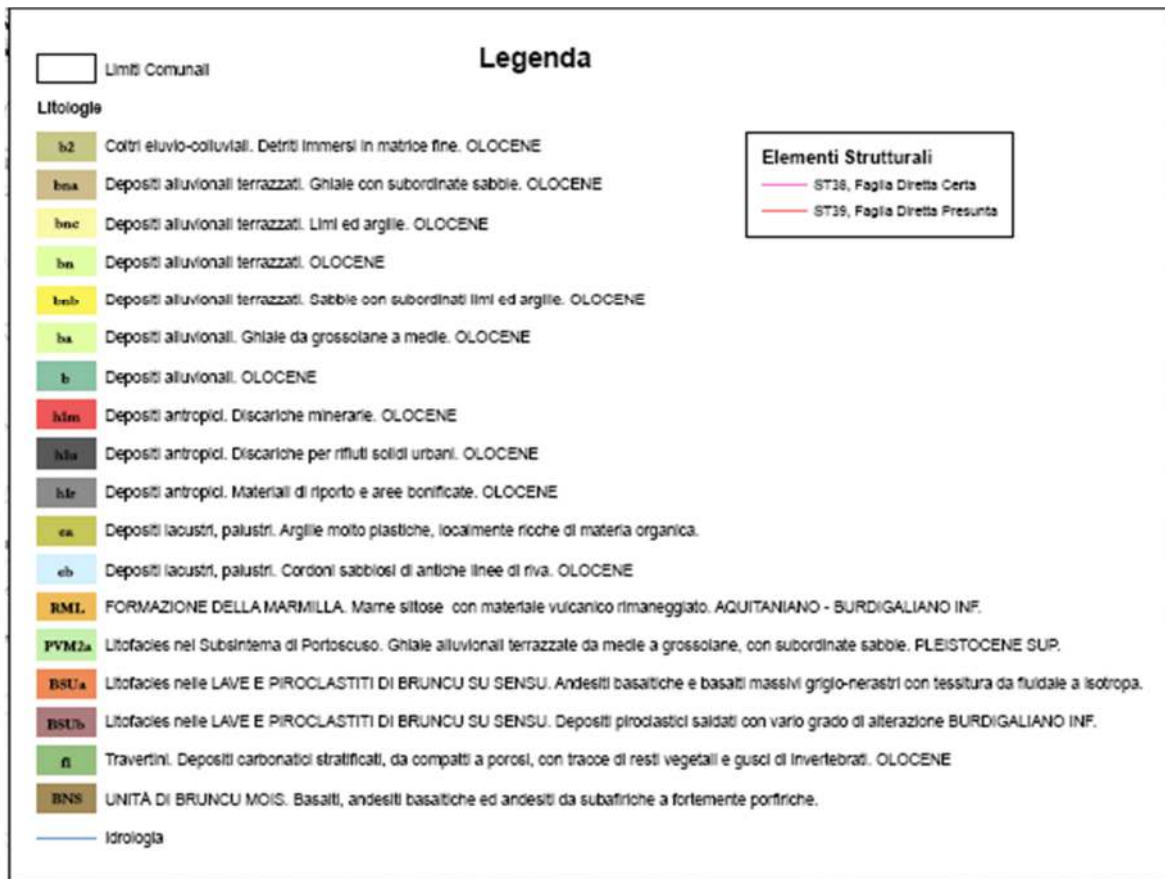 Legenda
Limiti Comunali
Litologie
b2 Coltri eluvio-colluviali. Detriti immersi in matrice fine. OLOCENE
bna Depositi alluvionali terrazzati. Ghiaie con subordinate sabbie. OLOCENE
bnc Depositi alluvionali terrazzati. Limi ed argille. OLOCENE
bn Depositi alluvionali terrazzati. OLOCENE
bnb Depositi alluvionali terrazzati. Sabbie con subordinati limi ed argille. OLOCENE
ba Depositi alluvionali. Ghiaie da grossolane a medie. OLOCENE
b Depositi alluvionali. OLOCENE
h1m Depositi antropici. Discariche minerarie. OLOCENE
h1u Depositi antropici. Discariche per rifiuti solidi urbani. OLOCENE
h1r Depositi antropici. Materiali di riporto e aree bonificate. OLOCENE
ea Depositi lacustri, palustri. Argille molto plastiche, localmente ricche di materia organica.
eb Depositi lacustri, palustri. Cordoni sabbiosi di antiche linee di riva. OLOCENE
RML FORMAZIONE DELLA MARMILLA. Marne siltose con materiale vulcanico rimaneggiato. AQUITANIANO - BURDIGALIANO INF.
PVM2a Litofacies nel Subsintema di Portoscuso. Ghiaie alluvionali terrazzate da medie a grossolane, con subordinate sabbie. PLEISTOCENE SUP.
BSUa Litofacies nelle LAVE E PIROCLASTITI DI BRUNCU SU SENSU. Andesiti basaltiche e basalti massivi grigio-nerastri con tessitura da fluidale a isotropa.
BSUb Litofacies nelle LAVE E PIROCLASTITI DI BRUNCU SU SENSU. Depositi piroclastici saldati con vario grado di alterazione BURDIGALIANO INF.
f1 Travertini. Depositi carbonatici stratificati, da compatti a porosi, con tracce di resti vegetali e gusci di invertebrati. OLOCENE
BNS UNITÀ DI BRUNCU MOIS. Basalti, andesiti basaltiche ed andesiti da subafiriche a fortemente porfiriche.
Idrologia
Elementi Strutturali
ST38, Faglia Diretta Certa
ST39, Faglia Diretta Presunta